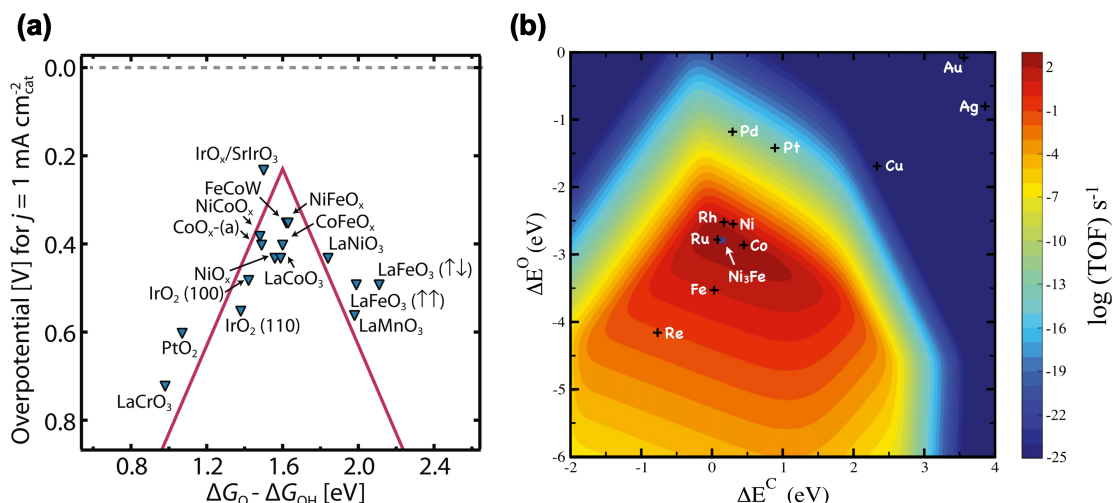 (a)
Overpotential [V] for j = 1 mA cm⁻²cat
0.0
0.2
0.4
0.6
0.8
IrOₓ/SrIrO₃
FeCoW
NiFeOₓ
NiCoOₓ
CoFeOₓ
CoOₓ-(a)
LaNiO₃
NiOₓ
LaCoO₃
LaFeO₃ (↑↓)
IrO₂ (100)
LaFeO₃ (↑↑)
IrO₂ (110)
LaMnO₃
PtO₂
LaCrO₃
0.8 1.2 1.6 2.0 2.4
ΔG_O - ΔG_OH [eV]
(b)
ΔE^O (eV)
0
-1
-2
-3
-4
-5
-6
Au
Ag
Pd
Pt
Cu
Rh
Ni
Ru
Co
Ni₃Fe
Fe
Re
-2 -1 0 1 2 3 4
ΔE^C (eV)
2
-1
-4
-7
-10
-13
-16
-19
-22
-25
log (TOF) s⁻¹